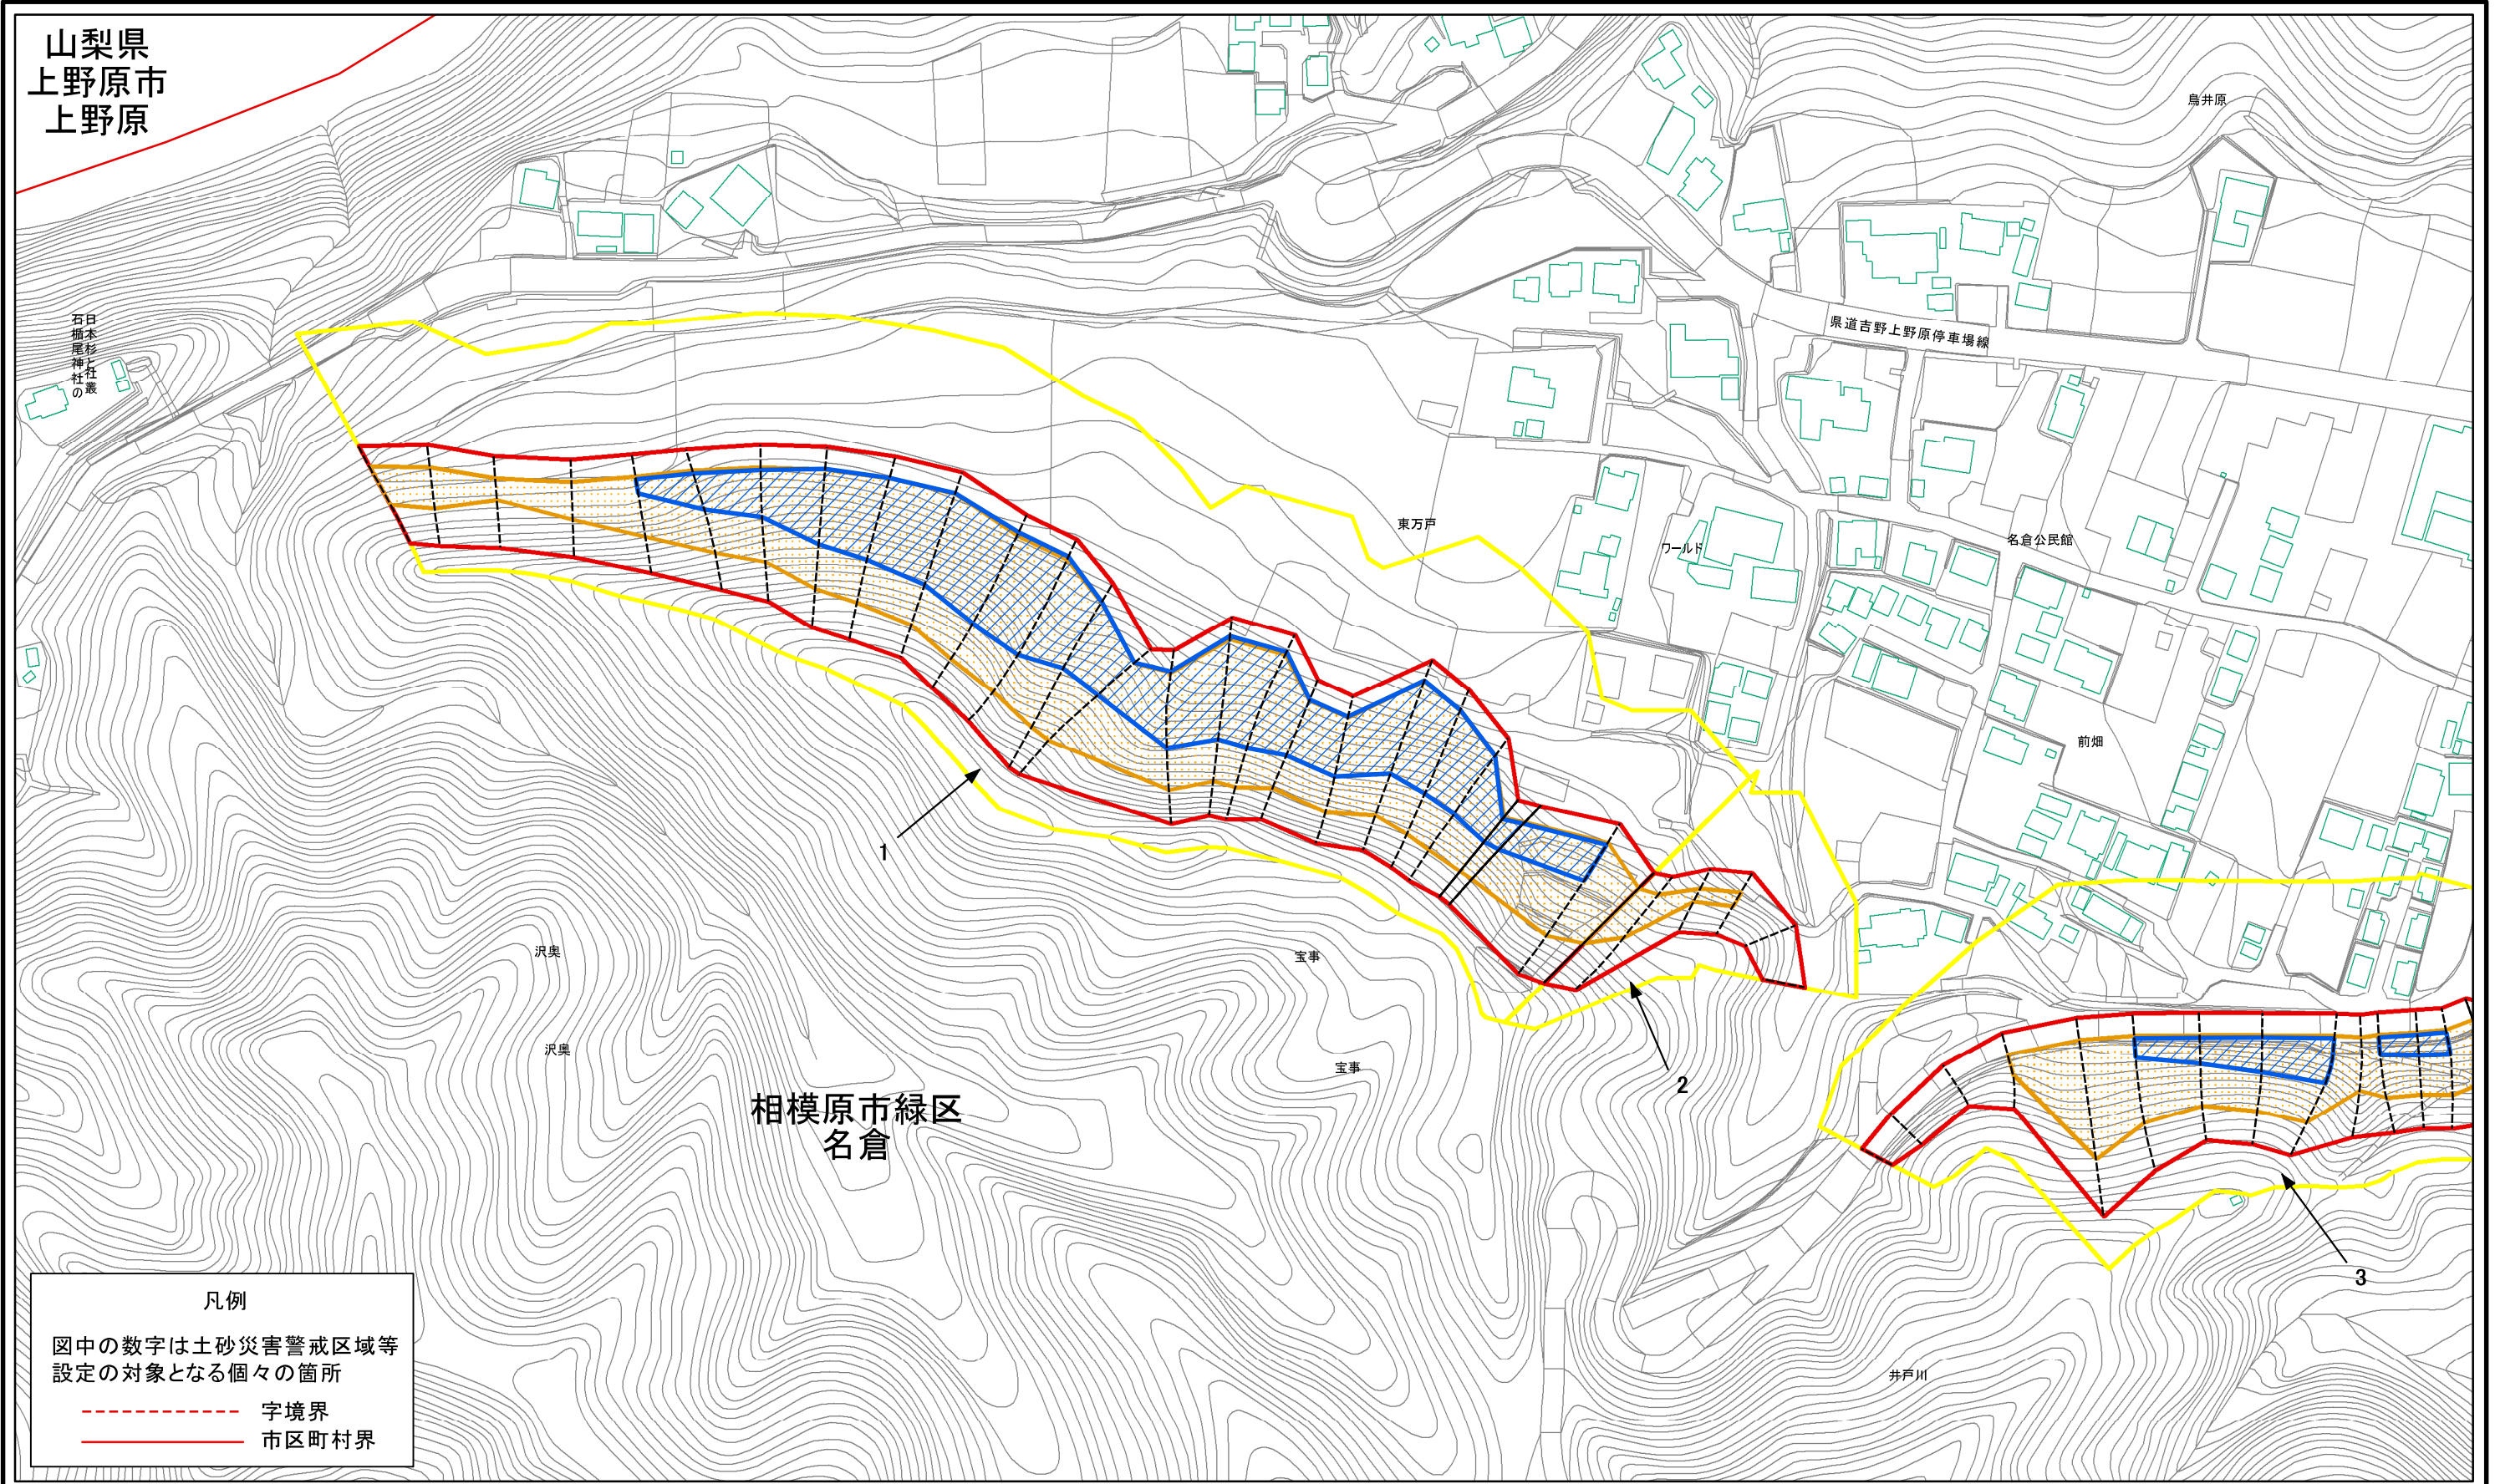 山梨県
上野原市
上野原
鳥井原
県道吉野上野原停車場線
石楯尾神社の
日本杉と社叢
東万戸
ワールド
名倉公民館
前畑
1
沢奥
宝事
沢奥
宝事
2
相模原市緑区
名倉
3
井戸川
凡例
図中の数字は土砂災害警戒区域等
設定の対象となる個々の箇所
字境界
市区町村界